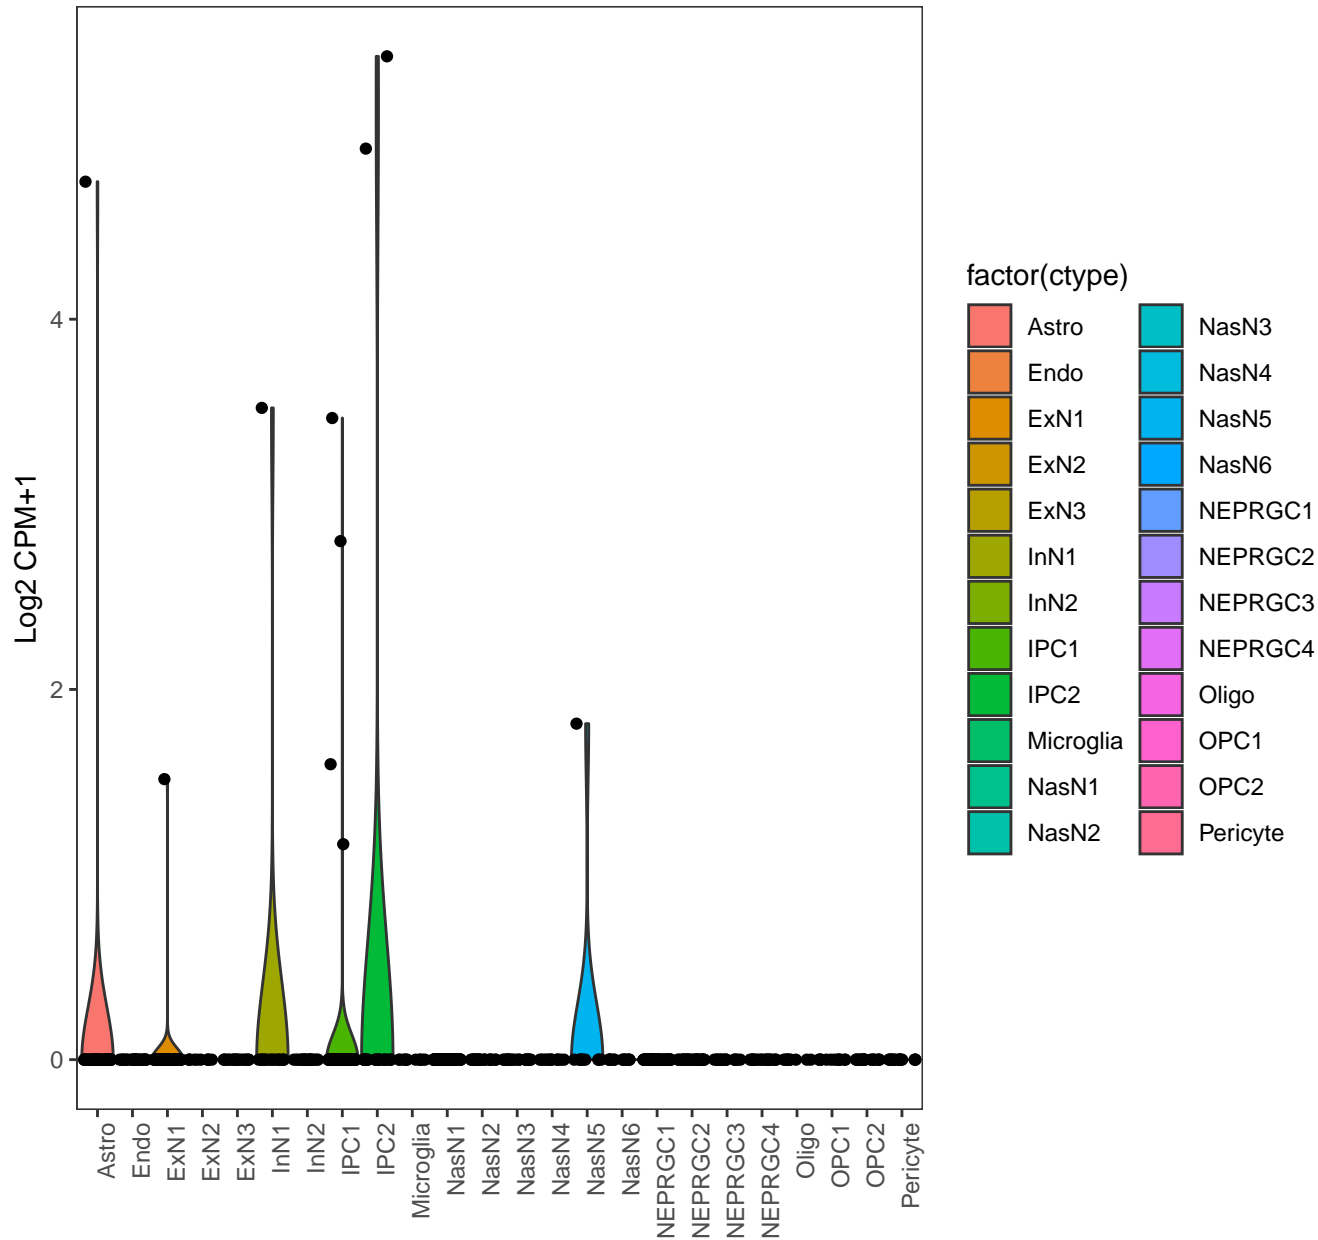 Log2 CPM+1
4
2
0
Astro
Endo
ExN1
ExN2
ExN3
InN1
InN2
IPC1
IPC2
Microglia
NasN1
NasN2
NasN3
NasN4
NasN5
NasN6
NEPRGC1
NEPRGC2
NEPRGC3
NEPRGC4
Oligo
OPC1
OPC2
Pericyte
factor(ctype)
Astro
Endo
ExN1
ExN2
ExN3
InN1
InN2
IPC1
IPC2
Microglia
NasN1
NasN2
NasN3
NasN4
NasN5
NasN6
NEPRGC1
NEPRGC2
NEPRGC3
NEPRGC4
Oligo
OPC1
OPC2
Pericyte